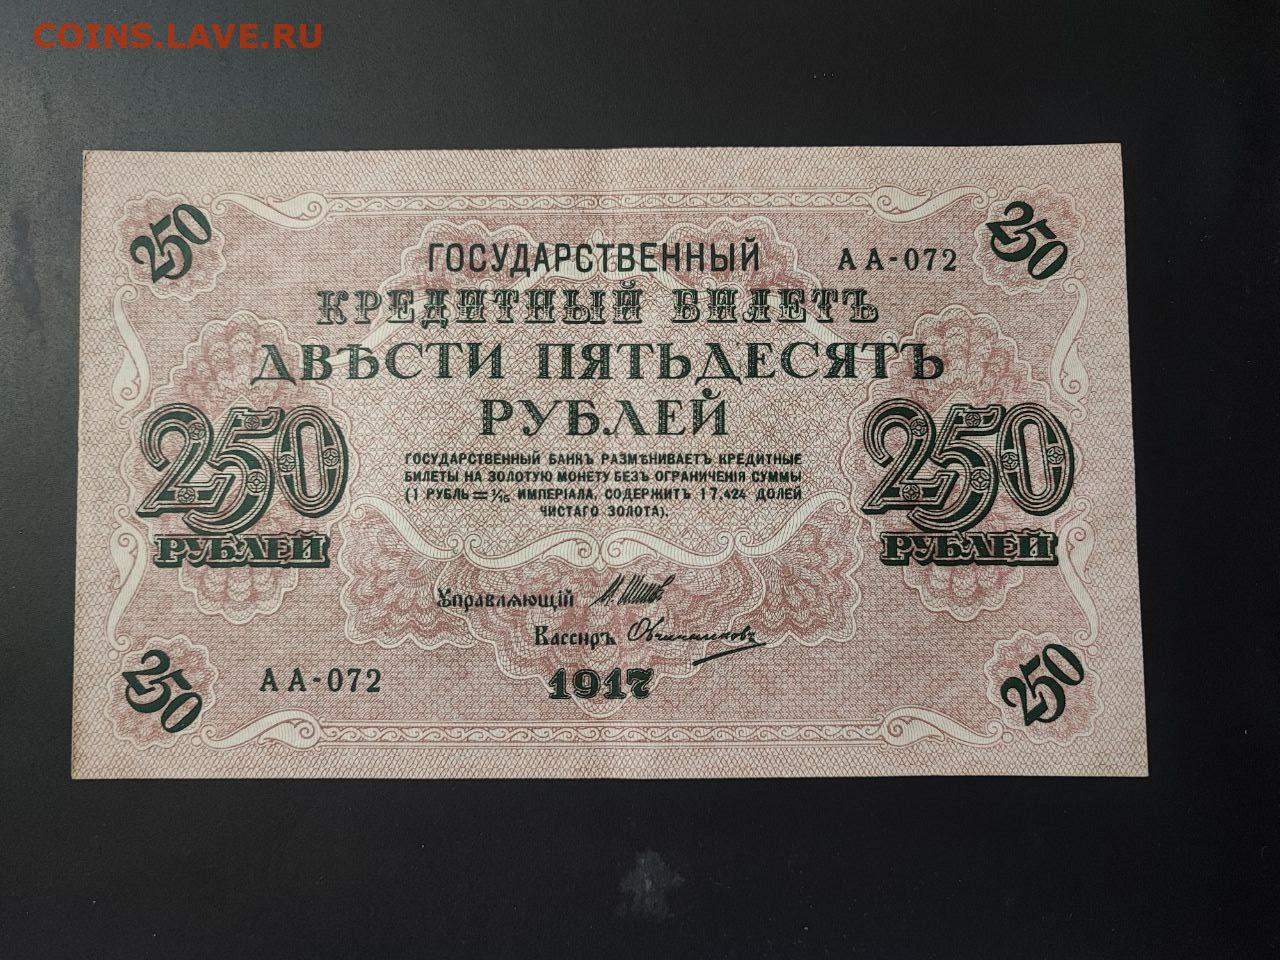 COINS.LAVE.RU
250
250
ГОСУДАРСТВЕННЫЙ
АА-072
КРЕДИТНЫЙ БИЛЕТЪ
ДВѢСТИ ПЯТЬДЕСЯТЪ
РУБЛЕЙ
250
250
РУБЛЕЙ
РУБЛЕЙ
ГОСУДАРСТВЕННЫЙ БАНКЪ РАЗМѢНИВАЕТЪ КРЕДИТНЫЕ
БИЛЕТЫ НА ЗОЛОТУЮ МОНЕТУ БЕЗЪ ОГРАНИЧЕНІЯ СУММЫ
(1 РУБЛЬ = 1/15 ИМПЕРІАЛА, СОДЕРЖИТЪ 17,424 ДОЛЕЙ
ЧИСТАГО ЗОЛОТА).
Управляющій И. Шипов
Кассиръ Овчинниковъ
АА-072
1917
250
250